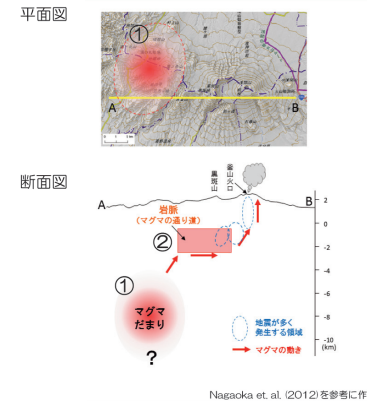 平面図
①
A
B
断面図
A
B
黒斑山
釜山火口
岩脈
(マグマの通り道)
②
①
マグマ
だまり
?
2
0
-2
-4
-6
-8
-10
(km)
地震が多く
発生する領域
マグマの動き
Nagaoka et. al. (2012)を参考に作